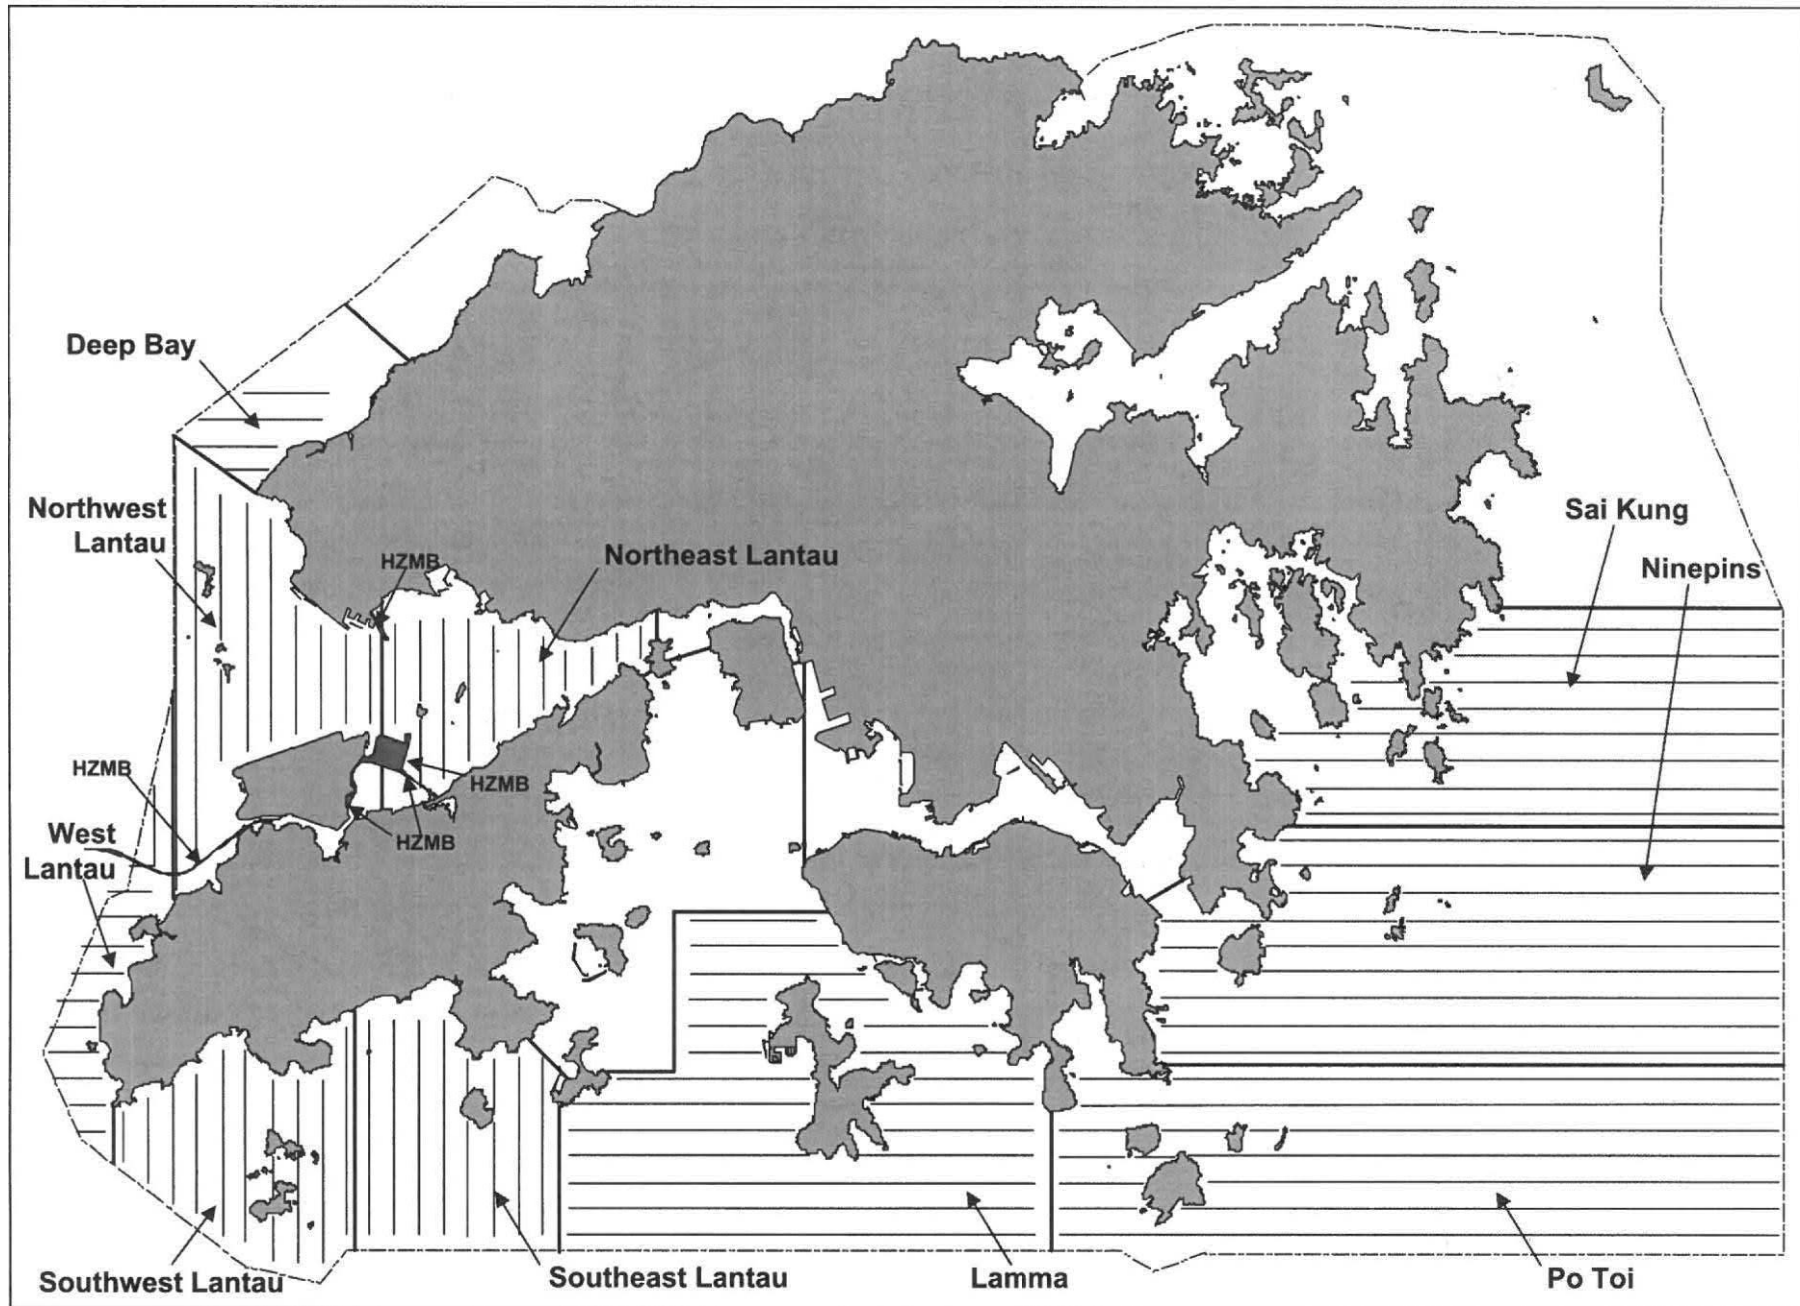 Deep Bay
Northwest
Lantau
HZMB
Northeast Lantau
Sai Kung
Ninepins
HZMB
HZMB
West
Lantau
HZMB
Southwest Lantau
Southeast Lantau
Lamma
Po Toi